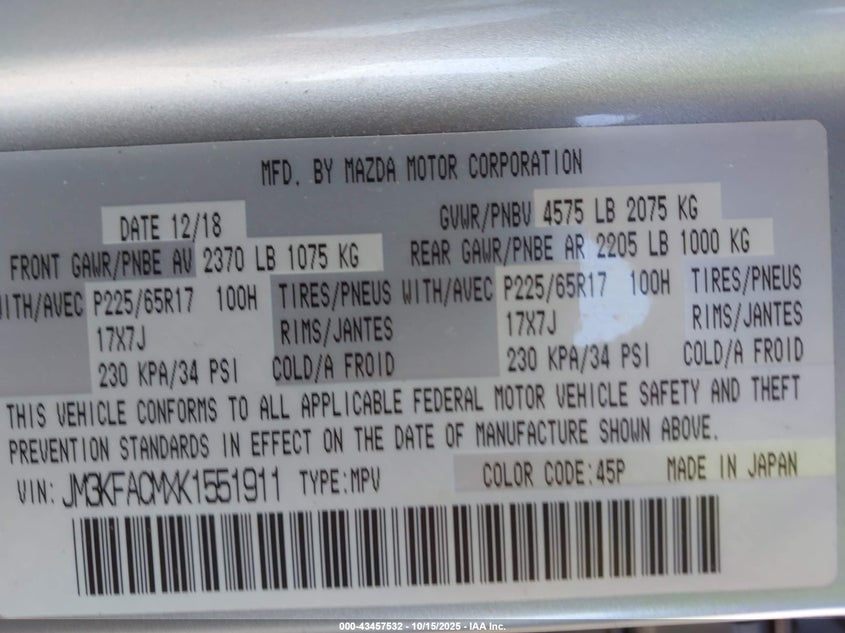 MFD. BY MAZDA MOTOR CORPORATION
DATE 12/18 GVWR/PNBV 4575 LB 2075 KG
FRONT GAWR/PNBE AV 2370 LB 1075 KG REAR GAWR/PNBE AR 2205 LB 1000 KG
WITH/AVEC P225/65R17 100H TIRES/PNEUS WITH/AVEC P225/65R17 100H TIRES/PNEUS
17X7J RIMS/JANTES 17X7J RIMS/JANTES
230 KPA/34 PSI COLD/A FROID 230 KPA/34 PSI COLD/A FROID
THIS VEHICLE CONFORMS TO ALL APPLICABLE FEDERAL MOTOR VEHICLE SAFETY AND THEFT
PREVENTION STANDARDS IN EFFECT ON THE DATE OF MANUFACTURE SHOWN ABOVE.
VIN: JM3KFACMXK1551911 TYPE:MPV COLOR CODE:45P MADE IN JAPAN
000-43457532 - 10/15/2025 - IAA Inc.